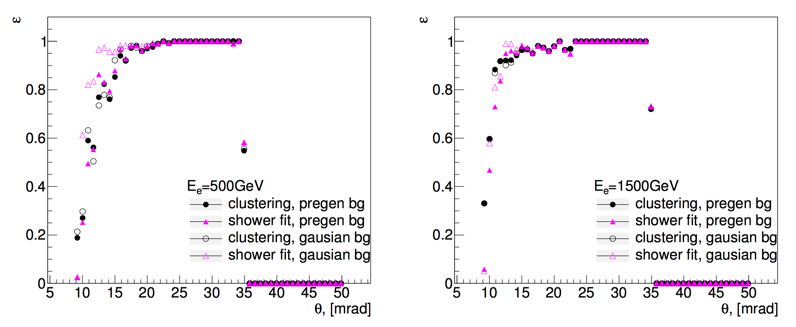 ε
1
0.8
0.6
0.4
0.2
0
E_e=500GeV
clustering, pregen bg
shower fit, pregen bg
clustering, gausian bg
shower fit, gausian bg
5 10 15 20 25 30 35 40 45 50
θ, [mrad]
ε
1
0.8
0.6
0.4
0.2
0
E_e=1500GeV
clustering, pregen bg
shower fit, pregen bg
clustering, gausian bg
shower fit, gausian bg
5 10 15 20 25 30 35 40 45 50
θ, [mrad]